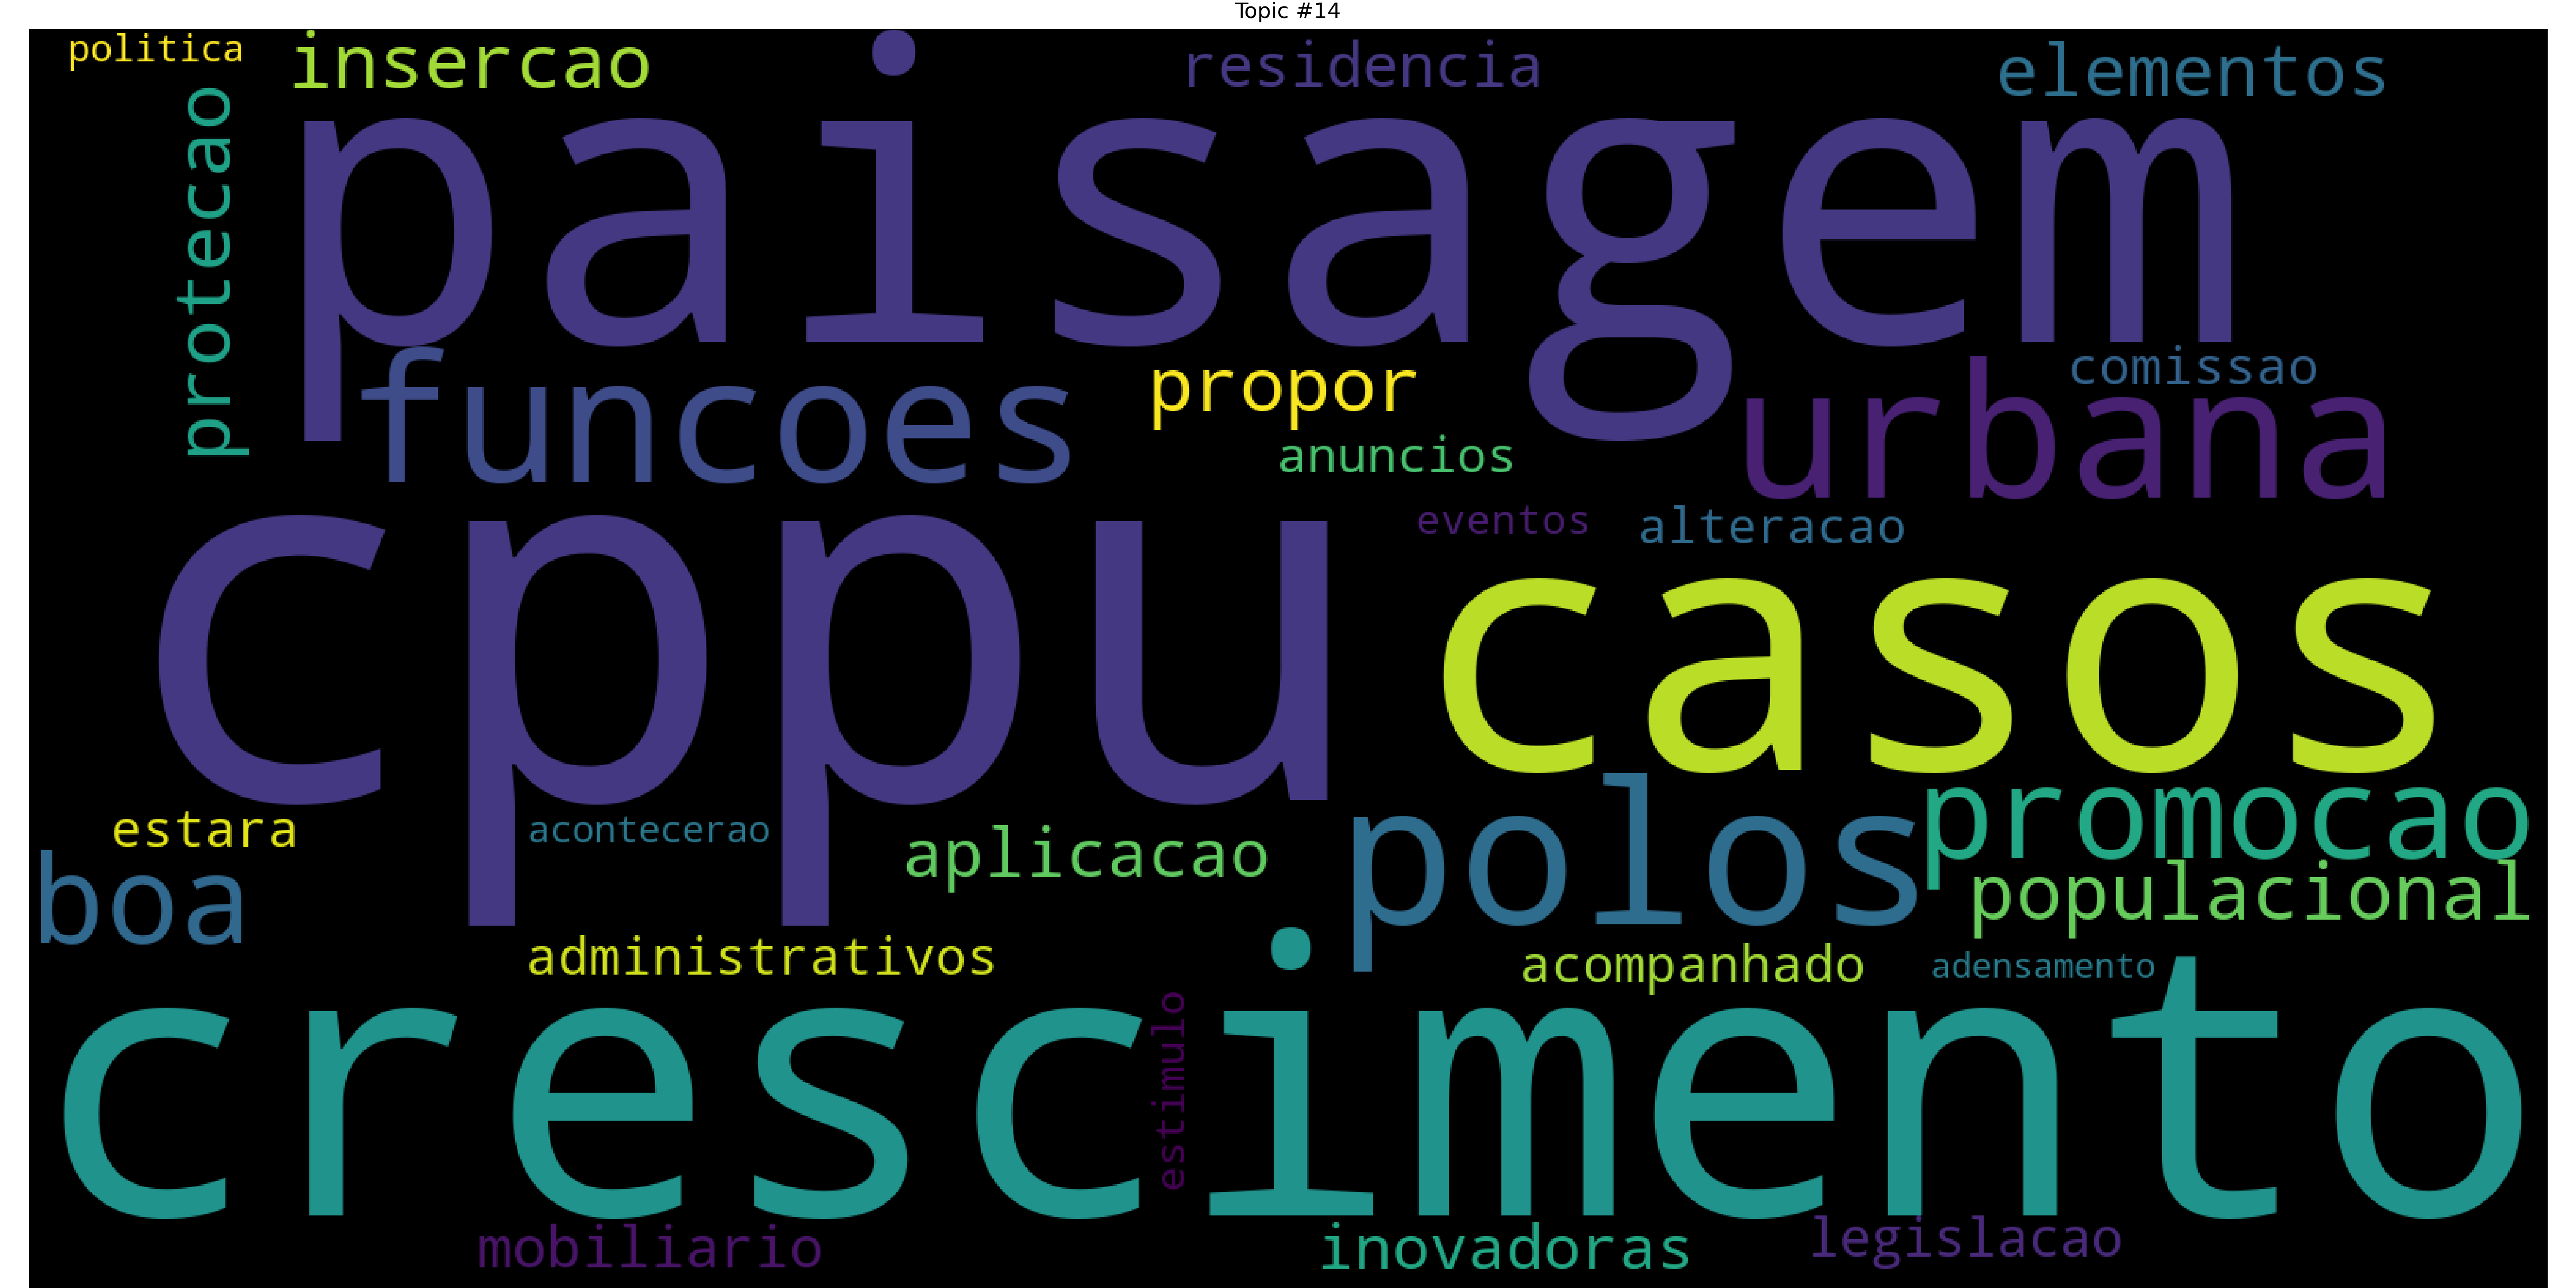 Topic #14
politica
insercao
residencia
elementos
protecao
paisagem
funcoes
propor
comissao
urbana
anuncios
eventos
alteracao
cppu
casos
estara
acontecerao
aplicacao
polos
promocao
boa
populacional
administrativos
acompanhado
adensamento
crescimento
estimulo
mobiliario
inovadoras
legislacao